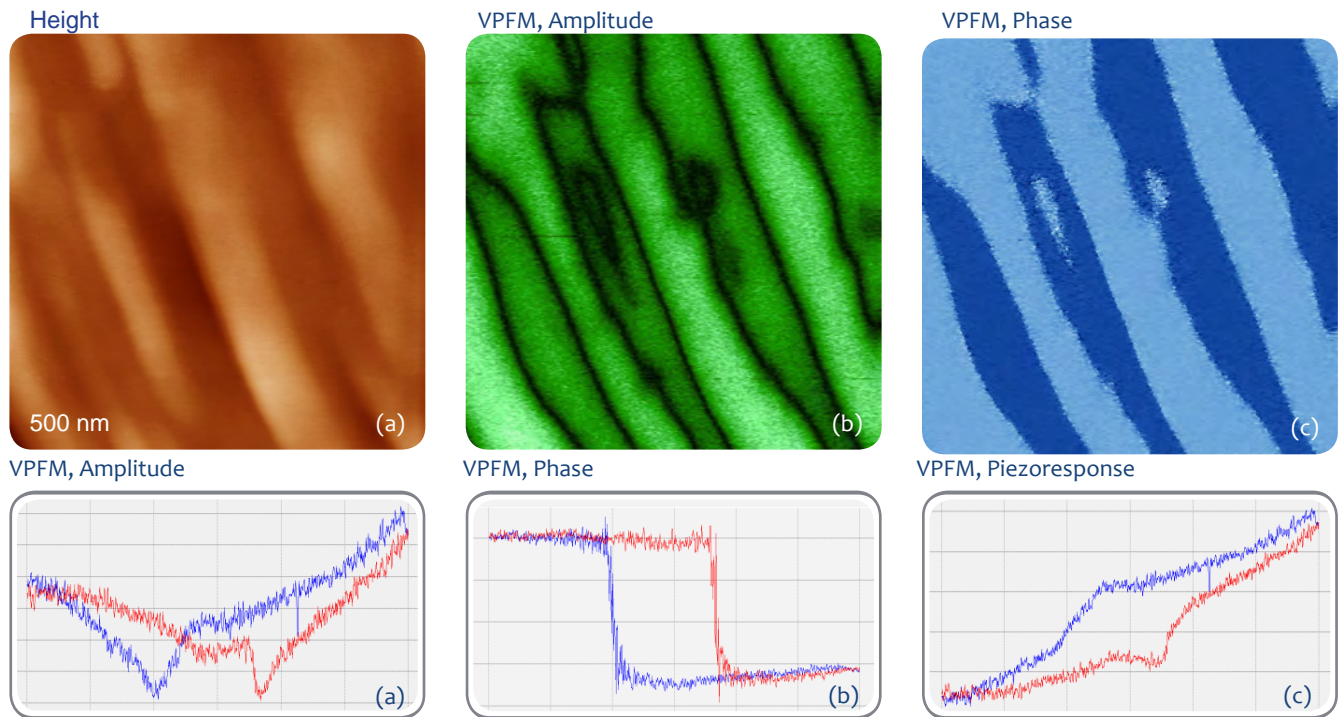 Height
VPFM, Amplitude
VPFM, Phase
500 nm
(a)
(b)
(c)
VPFM, Amplitude
VPFM, Phase
VPFM, Piezoresponse
(a)
(b)
(c)